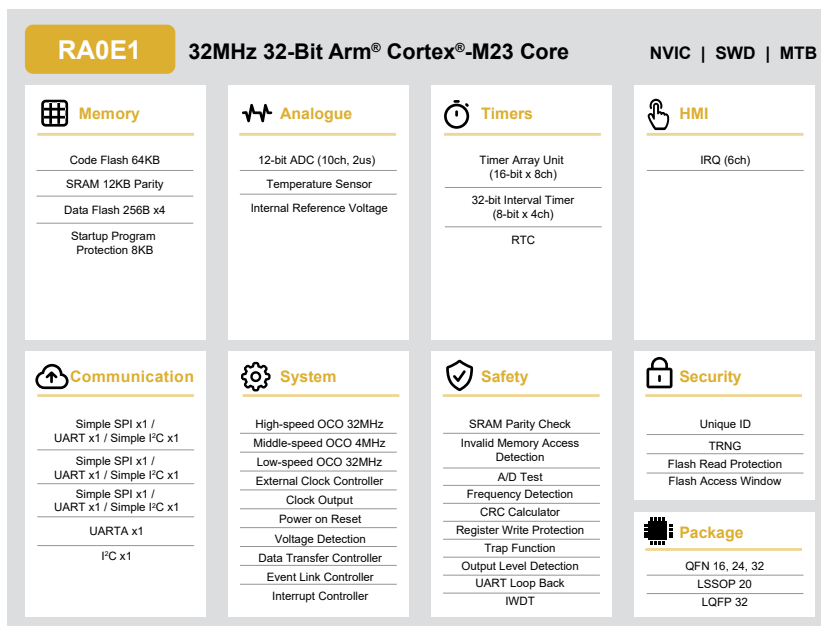 RA0E1
32MHz 32-Bit Arm® Cortex®-M23 Core
NVIC | SWD | MTB
Memory
Code Flash 64KB
SRAM 12KB Parity
Data Flash 256B x4
Startup Program
Protection 8KB
Analogue
12-bit ADC (10ch, 2us)
Temperature Sensor
Internal Reference Voltage
Timers
Timer Array Unit
(16-bit x 8ch)
32-bit Interval Timer
(8-bit x 4ch)
RTC
HMI
IRQ (6ch)
Communication
Simple SPI x1 /
UART x1 / Simple I²C x1
Simple SPI x1 /
UART x1 / Simple I²C x1
Simple SPI x1 /
UART x1 / Simple I²C x1
UARTA x1
I²C x1
System
High-speed OCO 32MHz
Middle-speed OCO 4MHz
Low-speed OCO 32MHz
External Clock Controller
Clock Output
Power on Reset
Voltage Detection
Data Transfer Controller
Event Link Controller
Interrupt Controller
Safety
SRAM Parity Check
Invalid Memory Access
Detection
A/D Test
Frequency Detection
CRC Calculator
Register Write Protection
Trap Function
Output Level Detection
UART Loop Back
IWDT
Security
Unique ID
TRNG
Flash Read Protection
Flash Access Window
Package
QFN 16, 24, 32
LSSOP 20
LQFP 32